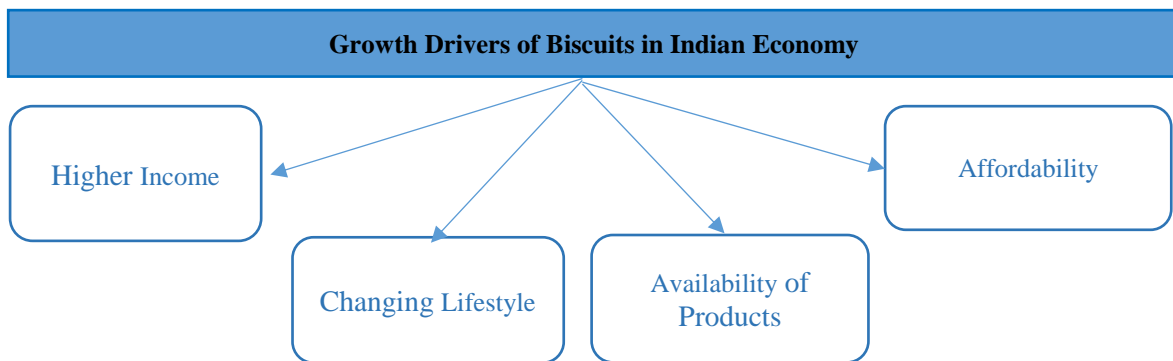 Growth Drivers of Biscuits in Indian Economy
Higher Income
Changing Lifestyle
Availability of
Products
Affordability